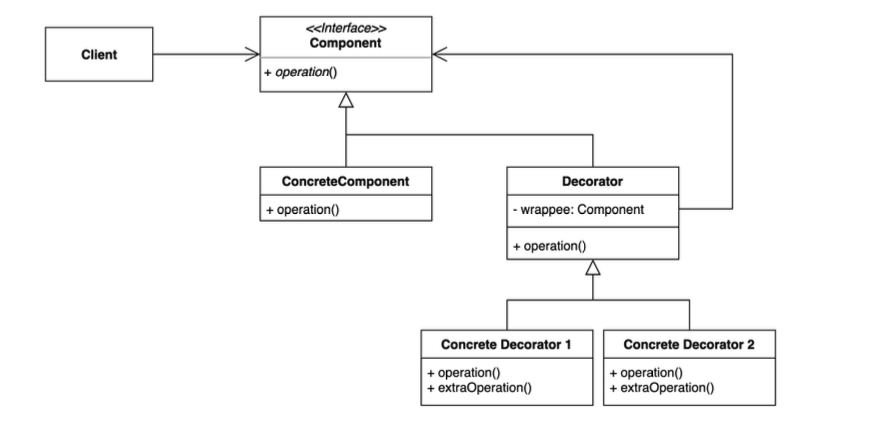 Client
<<Interface>>
Component
+ operation()
ConcreteComponent
+ operation()
Decorator
- wrappee: Component
+ operation()
Concrete Decorator 1
+ operation()
+ extraOperation()
Concrete Decorator 2
+ operation()
+ extraOperation()